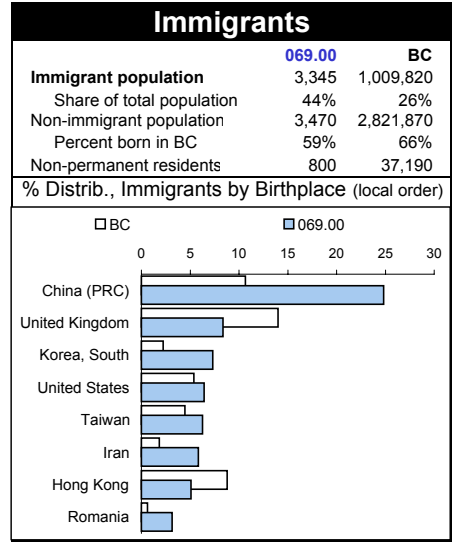 Immigrants
069.00 BC
Immigrant population 3,345 1,009,820
Share of total population 44% 26%
Non-immigrant population 3,470 2,821,870
Percent born in BC 59% 66%
Non-permanent residents 800 37,190
% Distrib., Immigrants by Birthplace (local order)
BC 069.00
0 5 10 15 20 25 30
China (PRC)
United Kingdom
Korea, South
United States
Taiwan
Iran
Hong Kong
Romania